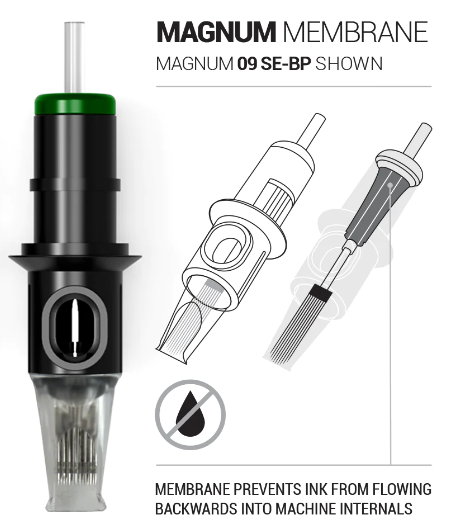 MAGNUM MEMBRANE
MAGNUM 09 SE-BP SHOWN
MEMBRANE PREVENTS INK FROM FLOWING
BACKWARDS INTO MACHINE INTERNALS